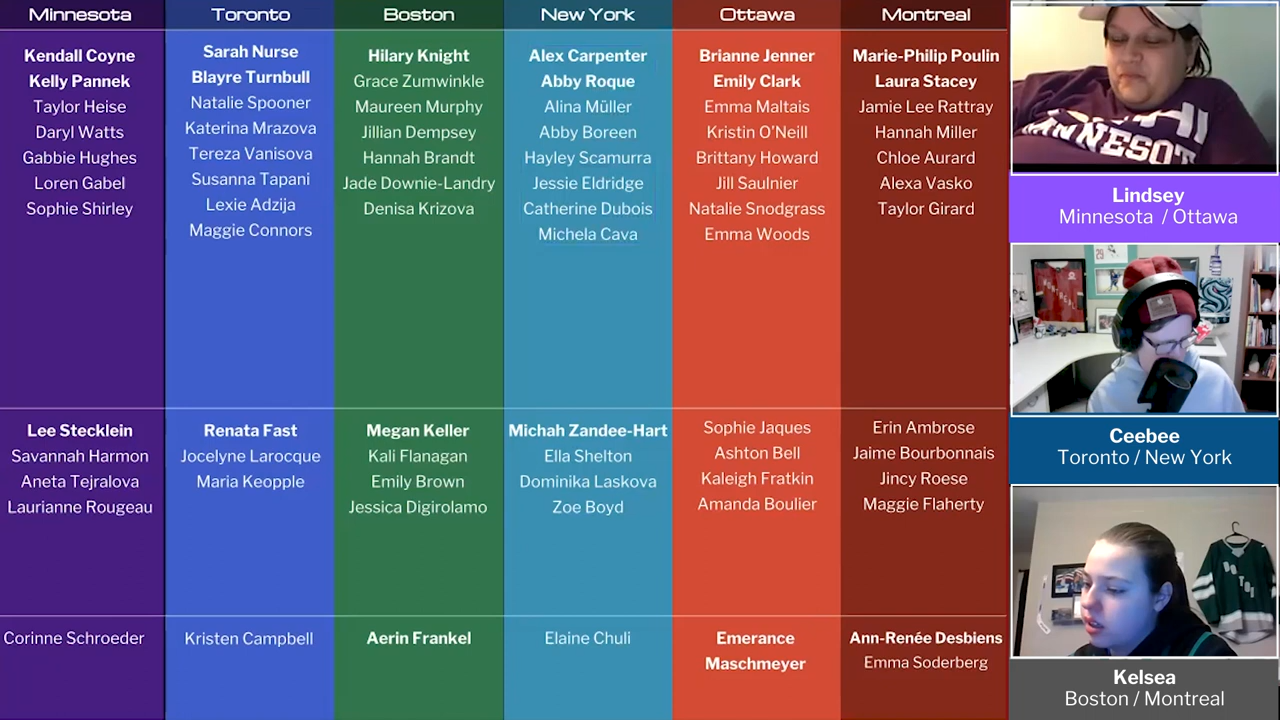 Minnesota
Kendall Coyne
Kelly Pannek
Taylor Heise
Daryl Watts
Gabbie Hughes
Loren Gabel
Sophie Shirley
Lee Stecklein
Savannah Harmon
Aneta Tejralova
Laurianne Rougeau
Corinne Schroeder
Toronto
Sarah Nurse
Blayre Turnbull
Natalie Spooner
Katerina Mrazova
Tereza Vanisova
Susanna Tapani
Lexie Adzija
Maggie Connors
Renata Fast
Jocelyne Larocque
Maria Keopple
Kristen Campbell
Boston
Hilary Knight
Grace Zumwinkle
Maureen Murphy
Jillian Dempsey
Hannah Brandt
Jade Downie-Landry
Denisa Krizova
Megan Keller
Kali Flanagan
Emily Brown
Jessica Digirolamo
Aerin Frankel
New York
Alex Carpenter
Abby Roque
Alina Müller
Abby Boreen
Hayley Scamurra
Jessie Eldridge
Catherine Dubois
Michela Cava
Micah Zandee-Hart
Ella Shelton
Dominika Laskova
Zoe Boyd
Elaine Chuli
Ottawa
Brianne Jenner
Emily Clark
Emma Maltais
Kristin O'Neill
Brittany Howard
Jill Saulnier
Natalie Snodgrass
Emma Woods
Sophie Jaques
Ashton Bell
Kaleigh Fratkin
Amanda Boulier
Emerance
Maschmeyer
Montreal
Marie-Philip Poulin
Laura Stacey
Jamie Lee Rattray
Hannah Miller
Chloe Aurard
Alexa Vasko
Taylor Girard
Erin Ambrose
Jaime Bourbonnais
Jincy Roese
Maggie Flaherty
Ann-Renée Desbiens
Emma Soderberg
Lindsey
Minnesota / Ottawa
Ceebee
Toronto / New York
Kelsea
Boston / Montreal